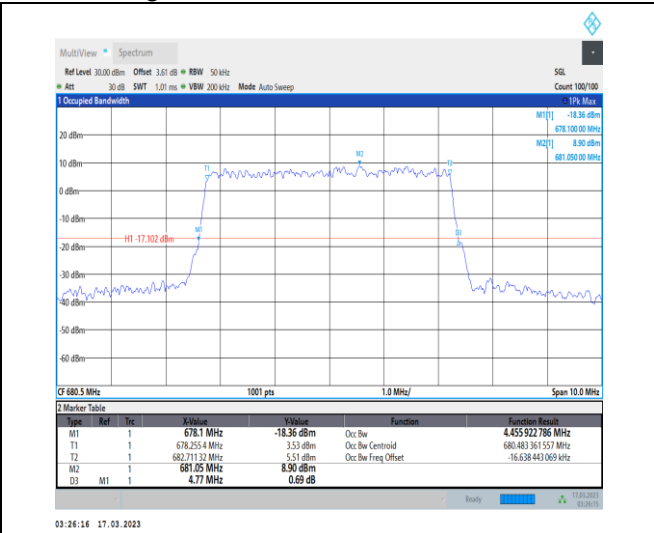 MultiView Spectrum
Ref Level 30.00 dBm Offset 3.61 dB RBW 50 kHz SGL
Att 30 dB SWT 1.01 ms VBW 200 kHz Mode Auto Sweep Count 100/100
1 Occupied Bandwidth 1Pk Max
M1[1] -18.36 dBm
678.100 00 MHz
M2[1] 8.90 dBm
681.050 00 MHz
20 dBm
M2
10 dBm
T1 T2
0 dBm
-10 dBm
M1 D3
H1 -17.102 dBm
-20 dBm
-30 dBm
-40 dBm
-50 dBm
-60 dBm
CF 680.5 MHz 1001 pts 1.0 MHz/ Span 10.0 MHz
2 Marker Table
Type Ref Trc X-Value Y-Value Function Function Result
M1 1 678.1 MHz -18.36 dBm Occ Bw 4.455 922 786 MHz
T1 1 678.255 4 MHz 3.53 dBm Occ Bw Centroid 680.483 361 557 MHz
T2 1 682.711 32 MHz 5.51 dBm Occ Bw Freq Offset -16.638 443 069 kHz
M2 1 681.05 MHz 8.90 dBm
D3 M1 1 4.77 MHz 0.69 dB
Ready 17.03.2023
03:26:15
03:26:16 17.03.2023